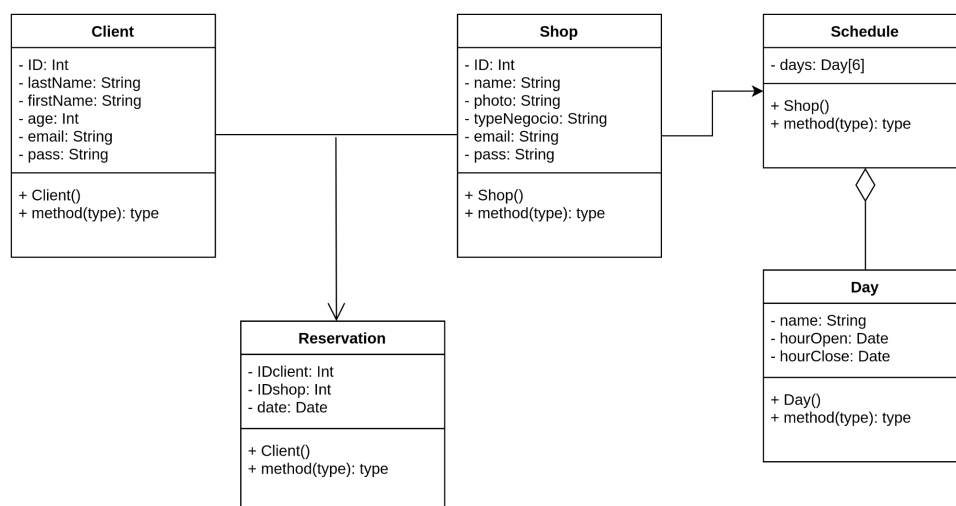 Client
- ID: Int
- lastName: String
- firstName: String
- age: Int
- email: String
- pass: String
+ Client()
+ method(type): type
Shop
- ID: Int
- name: String
- photo: String
- typeNegocio: String
- email: String
- pass: String
+ Shop()
+ method(type): type
Schedule
- days: Day[6]
+ Shop()
+ method(type): type
Reservation
- IDclient: Int
- IDshop: Int
- date: Date
+ Client()
+ method(type): type
Day
- name: String
- hourOpen: Date
- hourClose: Date
+ Day()
+ method(type): type